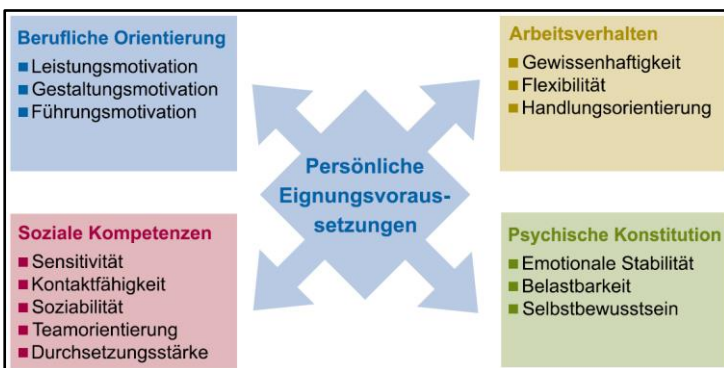 Berufliche Orientierung
Leistungsmotivation
Gestaltungsmotivation
Führungsmotivation
Arbeitsverhalten
Gewissenhaftigkeit
Flexibilität
Handlungsorientierung
Persönliche
Eignungsvoraus-
setzungen
Soziale Kompetenzen
Sensitivität
Kontaktfähigkeit
Soziabilität
Teamorientierung
Durchsetzungsstärke
Psychische Konstitution
Emotionale Stabilität
Belastbarkeit
Selbstbewusstsein